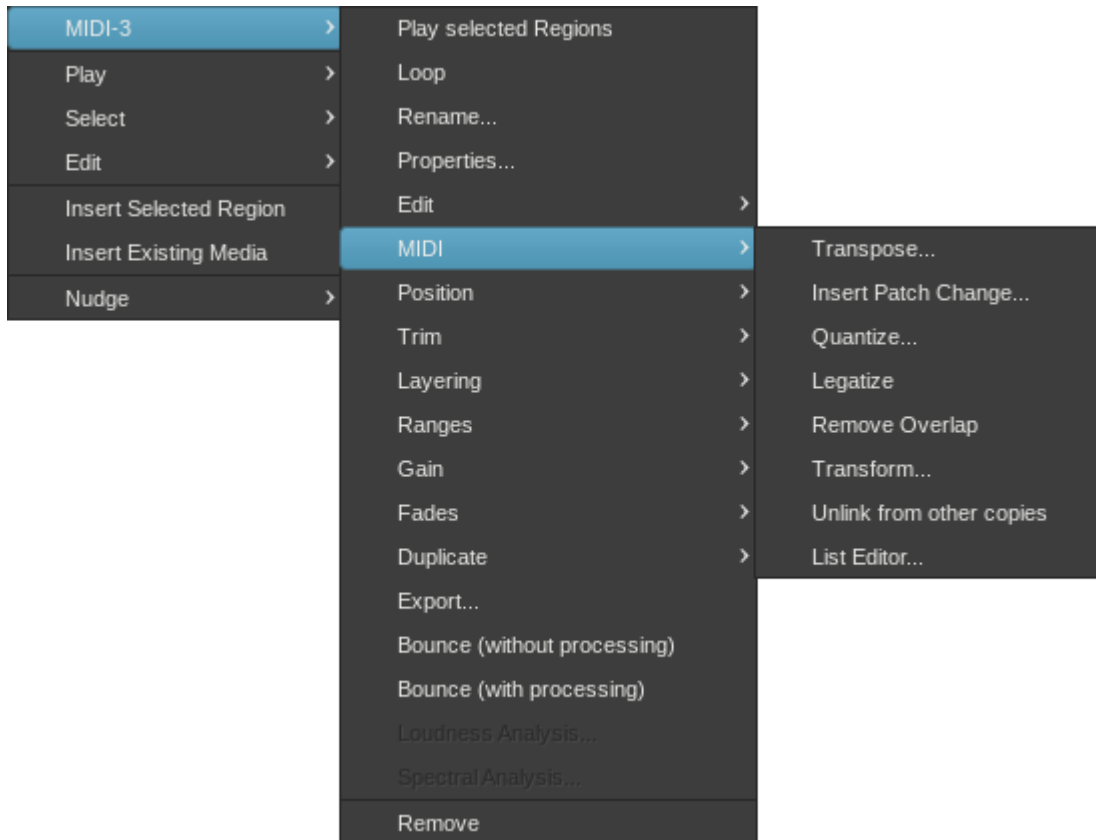 MIDI-3
Play
Select
Edit
Insert Selected Region
Insert Existing Media
Nudge
Play selected Regions
Loop
Rename...
Properties...
Edit
MIDI
Position
Trim
Layering
Ranges
Gain
Fades
Duplicate
Export...
Bounce (without processing)
Bounce (with processing)
Loudness Analysis...
Spectral Analysis...
Remove
Transpose...
Insert Patch Change...
Quantize...
Legatize
Remove Overlap
Transform...
Unlink from other copies
List Editor...